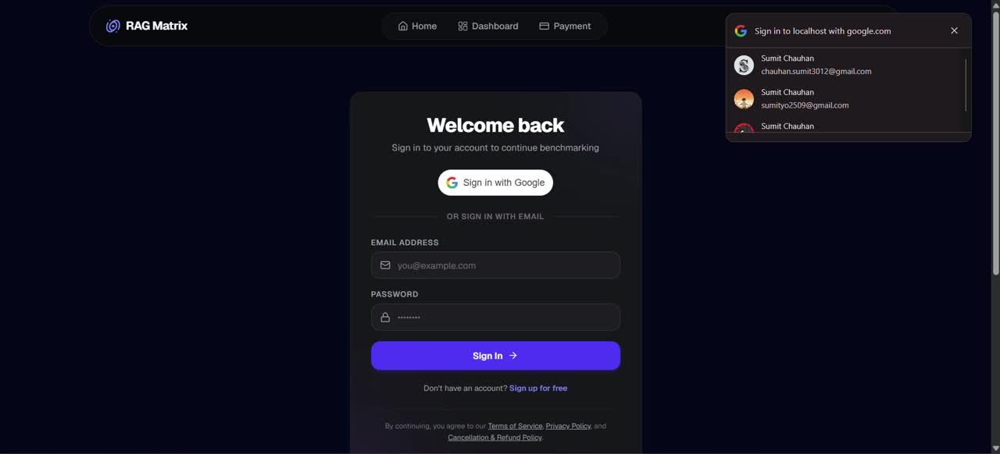 RAG Matrix
Home
Dashboard
Payment
Sign in to localhost with google.com
Sumit Chauhan
chauhan.sumit3012@gmail.com
Sumit Chauhan
sumityo2509@gmail.com
Sumit Chauhan
Welcome back
Sign in to your account to continue benchmarking
Sign in with Google
OR SIGN IN WITH EMAIL
EMAIL ADDRESS
you@example.com
PASSWORD
••••••••
Sign In →
Don't have an account? Sign up for free
By continuing, you agree to our Terms of Service, Privacy Policy, and
Cancellation & Refund Policy.